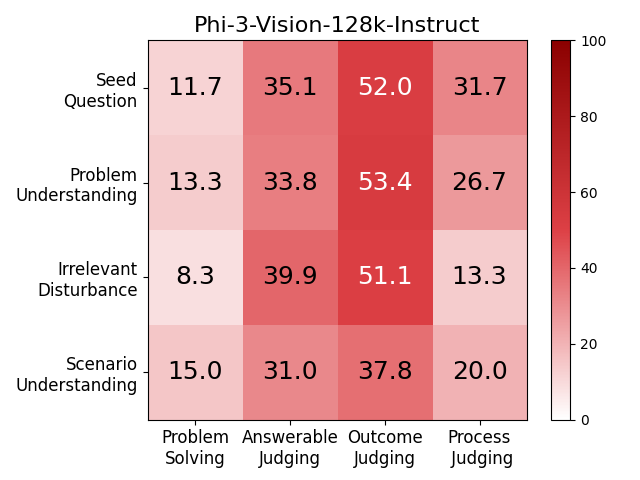 Phi-3-Vision-128k-Instruct
Seed
Question
11.7 35.1 52.0 31.7
Problem
Understanding
13.3 33.8 53.4 26.7
Irrelevant
Disturbance
8.3 39.9 51.1 13.3
Scenario
Understanding
15.0 31.0 37.8 20.0
Problem
Solving
Answerable
Judging
Outcome
Judging
Process
Judging
100
80
60
40
20
0